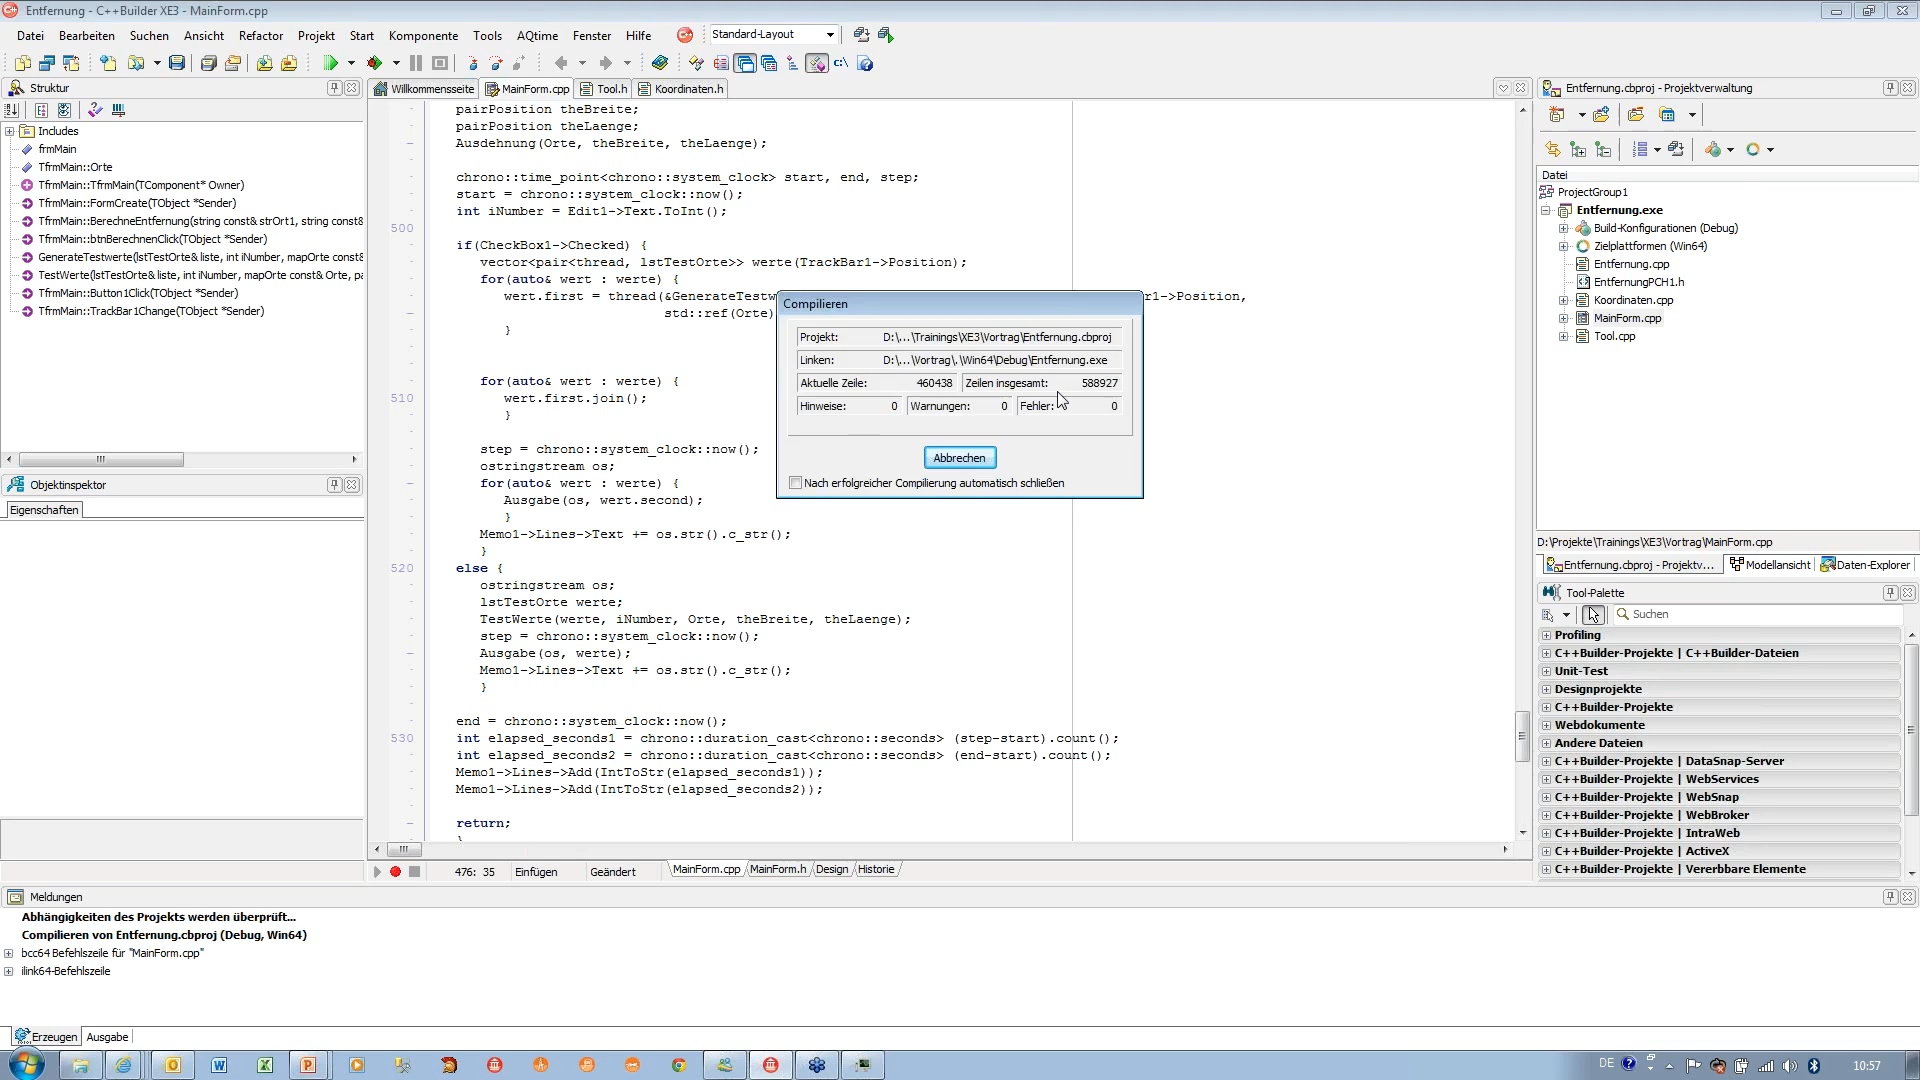 Entfernung - C++Builder XE3 - MainForm.cpp
Datei Bearbeiten Suchen Ansicht Refactor Projekt Start Komponente Tools AQtime Fenster Hilfe Standard-Layout
Struktur
Includes
frmMain
TfrmMain::Orte
TfrmMain::TfrmMain(TComponent* Owner)
TfrmMain::FormCreate(TObject *Sender)
TfrmMain::BerechneEntfernung(string const& strOrt1, string const&
TfrmMain::btnBerechnenClick(TObject *Sender)
GenerateTestwerte(lstTestOrte& liste, int iNumber, mapOrte const&
TestWerte(lstTestOrte& liste, int iNumber, mapOrte const& Orte, pa
TfrmMain::Button1Click(TObject *Sender)
TfrmMain::TrackBar1Change(TObject *Sender)
Objektinspektor
Eigenschaften
Willkommensseite MainForm.cpp Tool.h Koordinaten.h
pairPosition theBreite;
pairPosition theLaenge;
Ausdehnung(Orte, theBreite, theLaenge);
chrono::time_point<chrono::system_clock> start, end, step;
start = chrono::system_clock::now();
int iNumber = Edit1->Text.ToInt();
500
if(CheckBox1->Checked) {
vector<pair<thread, lstTestOrte>> werte(TrackBar1->Position);
for(auto& wert : werte) {
wert.first = thread(&GenerateTestw r1->Position,
std::ref(Orte)
}
for(auto& wert : werte) {
510 wert.first.join();
}
step = chrono::system_clock::now();
ostringstream os;
for(auto& wert : werte) {
Ausgabe(os, wert.second);
}
Memo1->Lines->Text += os.str().c_str();
}
520 else {
ostringstream os;
lstTestOrte werte;
TestWerte(werte, iNumber, Orte, theBreite, theLaenge);
step = chrono::system_clock::now();
Ausgabe(os, werte);
Memo1->Lines->Text += os.str().c_str();
}
end = chrono::system_clock::now();
530 int elapsed_seconds1 = chrono::duration_cast<chrono::seconds> (step-start).count();
int elapsed_seconds2 = chrono::duration_cast<chrono::seconds> (end-start).count();
Memo1->Lines->Add(IntToStr(elapsed_seconds1));
Memo1->Lines->Add(IntToStr(elapsed_seconds2));
return;
}
476: 35 Einfügen Geändert MainForm.cpp MainForm.h Design Historie
Compilieren
Projekt: D:\...\Trainings\XE3\Vortrag\Entfernung.cbproj
Linken: D:\...\Vortrag\.\Win64\Debug\Entfernung.exe
Aktuelle Zeile: 460438 Zeilen insgesamt: 588927
Hinweise: 0 Warnungen: 0 Fehler: 0
Abbrechen
Nach erfolgreicher Compilierung automatisch schließen
Entfernung.cbproj - Projektverwaltung
Datei
ProjectGroup1
Entfernung.exe
Build-Konfigurationen (Debug)
Zielplattformen (Win64)
Entfernung.cpp
EntfernungPCH1.h
Koordinaten.cpp
MainForm.cpp
Tool.cpp
D:\Projekte\Trainings\XE3\Vortrag\MainForm.cpp
Entfernung.cbproj - Projektv... Modellansicht Daten-Explorer
Tool-Palette
Suchen
Profiling
C++Builder-Projekte | C++Builder-Dateien
Unit-Test
Designprojekte
C++Builder-Projekte
Webdokumente
Andere Dateien
C++Builder-Projekte | DataSnap-Server
C++Builder-Projekte | WebServices
C++Builder-Projekte | WebSnap
C++Builder-Projekte | WebBroker
C++Builder-Projekte | IntraWeb
C++Builder-Projekte | ActiveX
C++Builder-Projekte | Vererbbare Elemente
Meldungen
Abhängigkeiten des Projekts werden überprüft...
Compilieren von Entfernung.cbproj (Debug, Win64)
bcc64 Befehlszeile für "MainForm.cpp"
ilink64-Befehlszeile
Erzeugen Ausgabe
DE 10:57